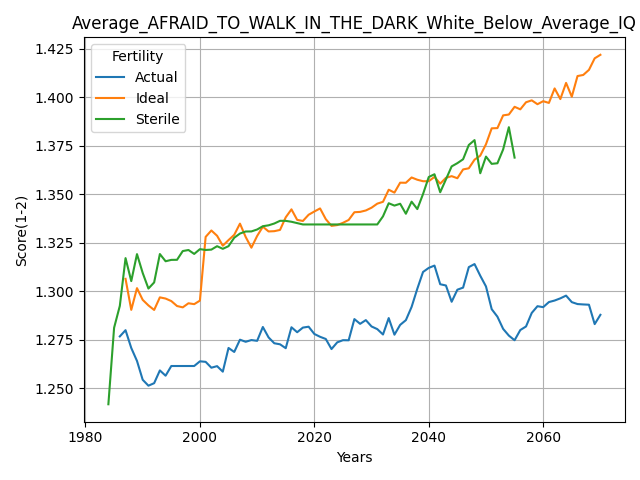 Average_AFRAID_TO_WALK_IN_THE_DARK_White_Below_Average_IQ
Fertility
Actual
Ideal
Sterile
Score(1-2)
1.425
1.400
1.375
1.350
1.325
1.300
1.275
1.250
1980
2000
2020
2040
2060
Years